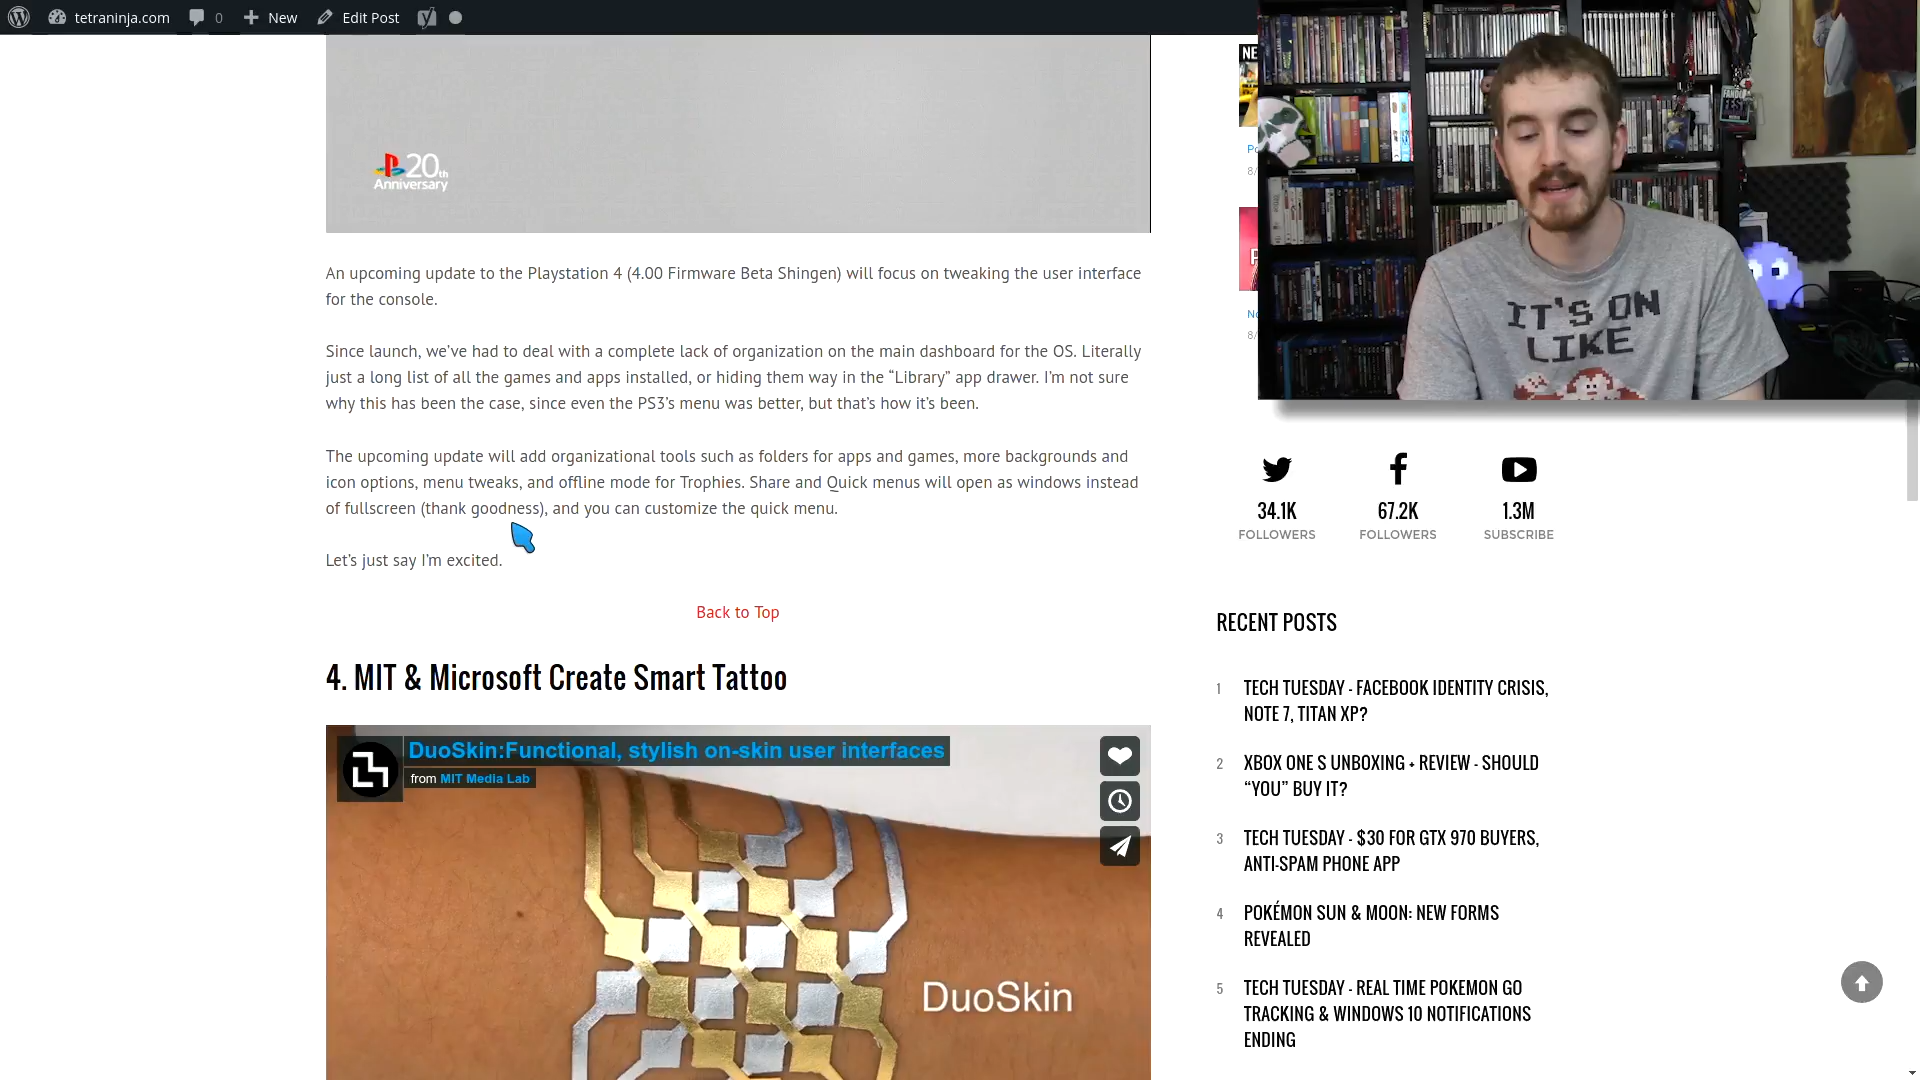 tetraninja.com
0
New
Edit Post
20th
Anniversary
An upcoming update to the Playstation 4 (4.00 Firmware Beta Shingen) will focus on tweaking the user interface
for the console.
Since launch, we’ve had to deal with a complete lack of organization on the main dashboard for the OS. Literally
just a long list of all the games and apps installed, or hiding them way in the “Library” app drawer. I’m not sure
why this has been the case, since even the PS3’s menu was better, but that’s how it’s been.
The upcoming update will add organizational tools such as folders for apps and games, more backgrounds and
icon options, menu tweaks, and offline mode for Trophies. Share and Quick menus will open as windows instead
of fullscreen (thank goodness), and you can customize the quick menu.
Let’s just say I’m excited.
Back to Top
4. MIT & Microsoft Create Smart Tattoo
DuoSkin:Functional, stylish on-skin user interfaces
from MIT Media Lab
DuoSkin
NE
8/
8/
FANDO
FEST
IT'S ON
LIKE
34.1K
FOLLOWERS
67.2K
FOLLOWERS
1.3M
SUBSCRIBE
RECENT POSTS
1 TECH TUESDAY - FACEBOOK IDENTITY CRISIS,
NOTE 7, TITAN XP?
2 XBOX ONE S UNBOXING + REVIEW - SHOULD
“YOU” BUY IT?
3 TECH TUESDAY - $30 FOR GTX 970 BUYERS,
ANTI-SPAM PHONE APP
4 POKÉMON SUN & MOON: NEW FORMS
REVEALED
5 TECH TUESDAY - REAL TIME POKEMON GO
TRACKING & WINDOWS 10 NOTIFICATIONS
ENDING